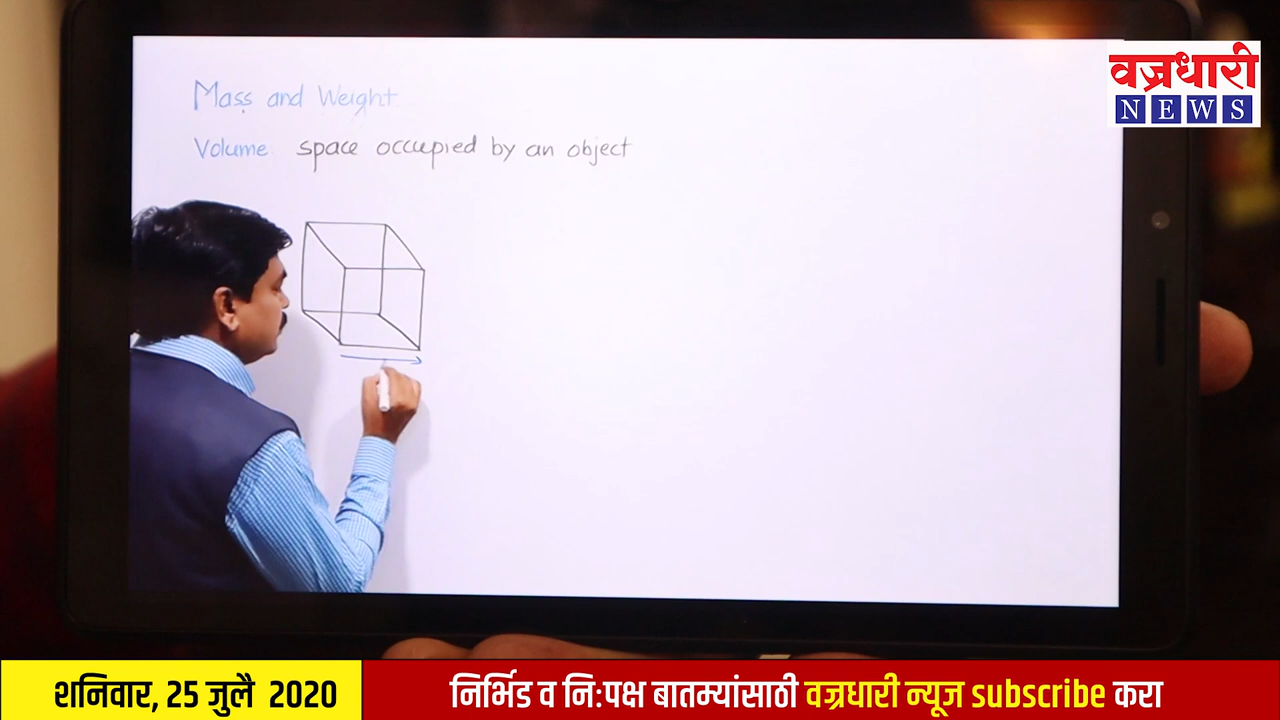 वज्रधारी
NEWS
Mass and Weight
Volume space occupied by an object
शनिवार, 25 जुलै 2020
निर्भिड व नि:पक्ष बातम्यांसाठी वज्रधारी न्यूज subscribe करा